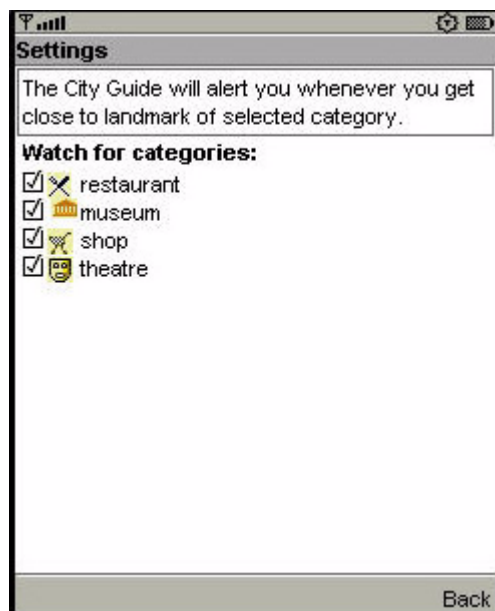 Settings
The City Guide will alert you whenever you get
close to landmark of selected category.
Watch for categories:
restaurant
museum
shop
theatre
Back